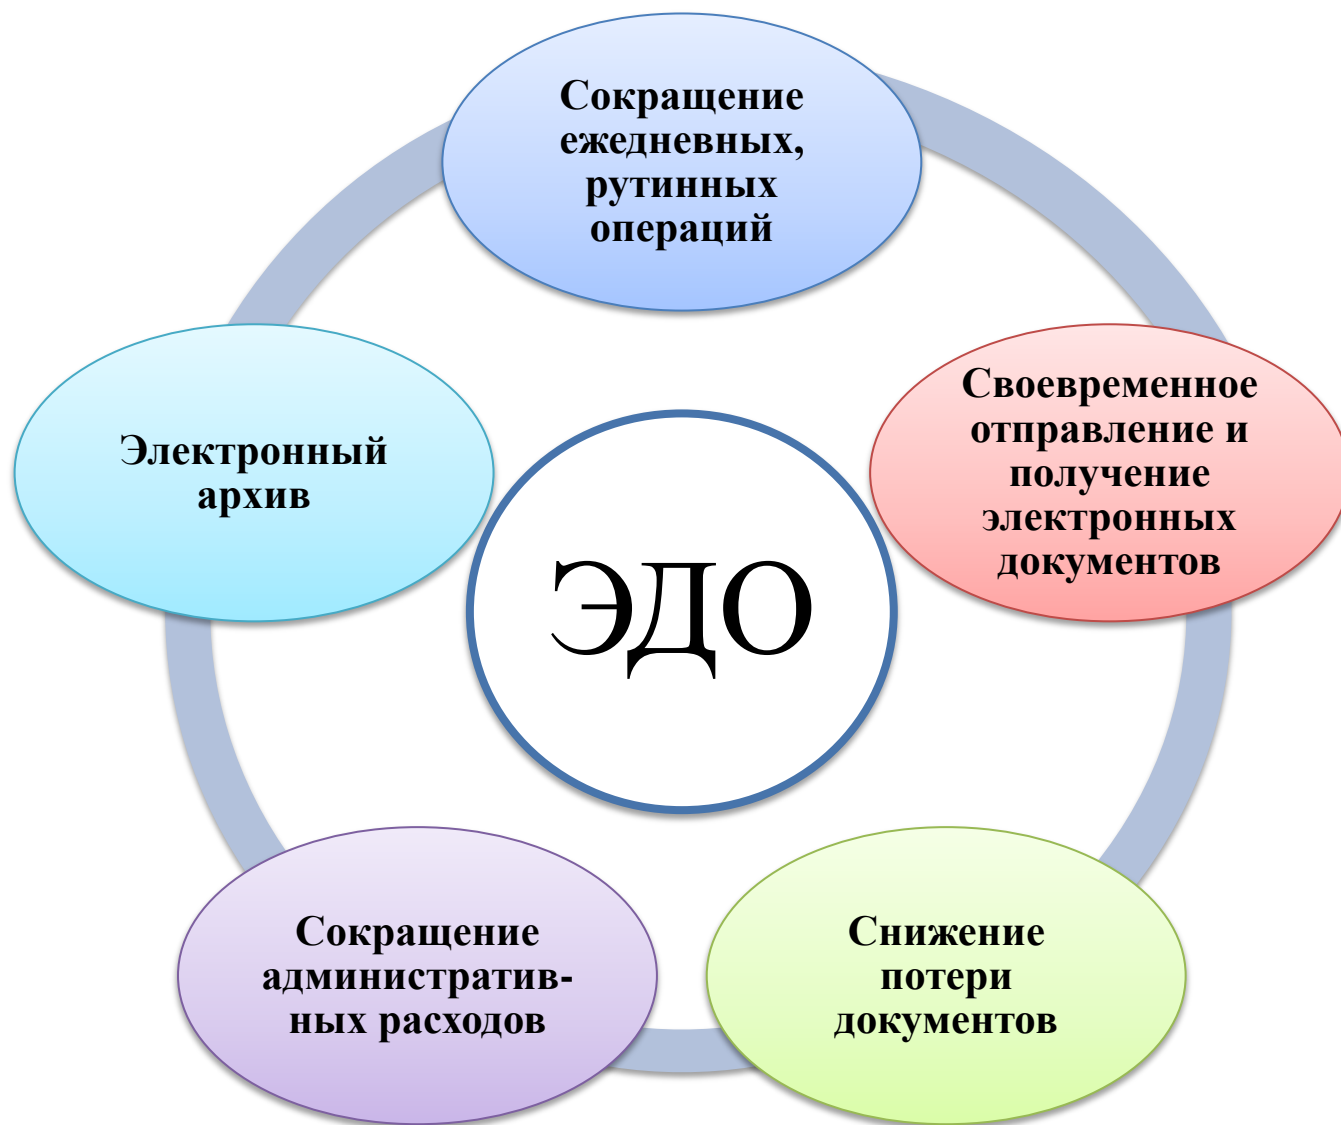 Сокращение
ежедневных,
рутинных
операций
Своевременное
отправление и
получение
электронных
документов
Электронный
архив
ЭДО
Сокращение
административ-
ных расходов
Снижение
потери
документов